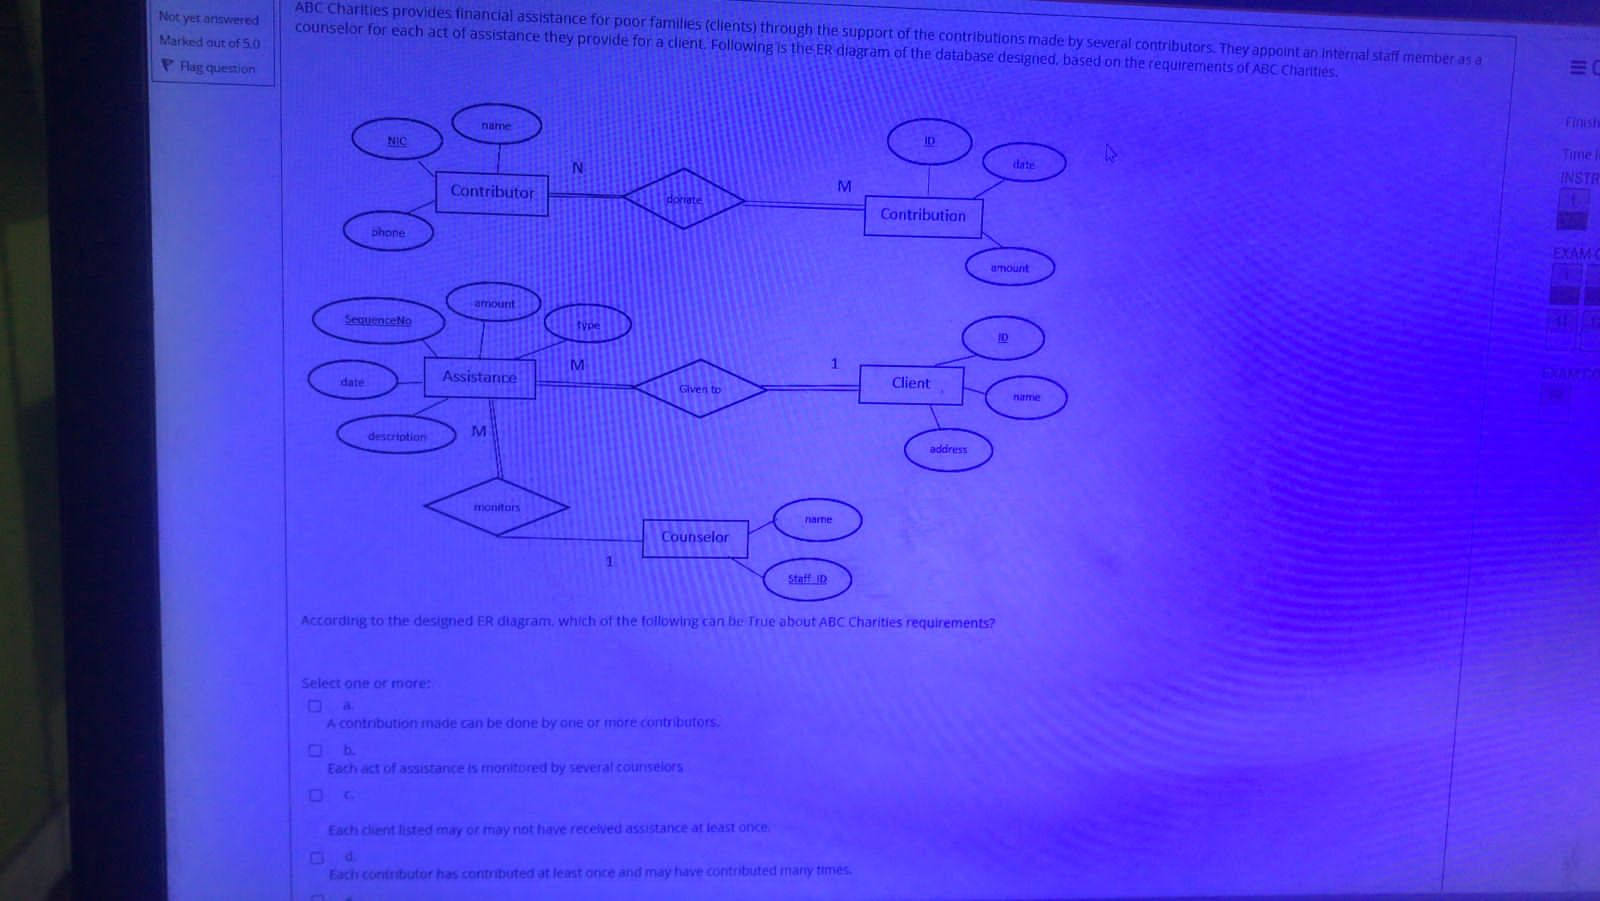 Not yet answered
Marked out of 5.0
Flag question
ABC Charities provides financial assistance for poor families (clients) through the support of the contributions made by several contributors. They appoint an internal staff member as a
counselor for each act of assistance they provide for a client. Following is the ER diagram of the database designed, based on the requirements of ABC Charities.
Finish
Time
INSTR
EXAM
NIC
name
N
ID
date
Contributor
donate
M
Contribution
phone
amount
SequenceNo
amount
type
ID
M
1
date
Assistance
Given to
Client
name
description
M
address
monitors
name
Counselor
1
Staff_ID
According to the designed ER diagram, which of the following can be True about ABC Charities requirements?
Select one or more:
a.
A contribution made can be done by one or more contributors.
b.
Each act of assistance is monitored by several counselors
c.
Each client listed may or may not have received assistance at least once.
d.
Each contributor has contributed at least once and may have contributed many times.